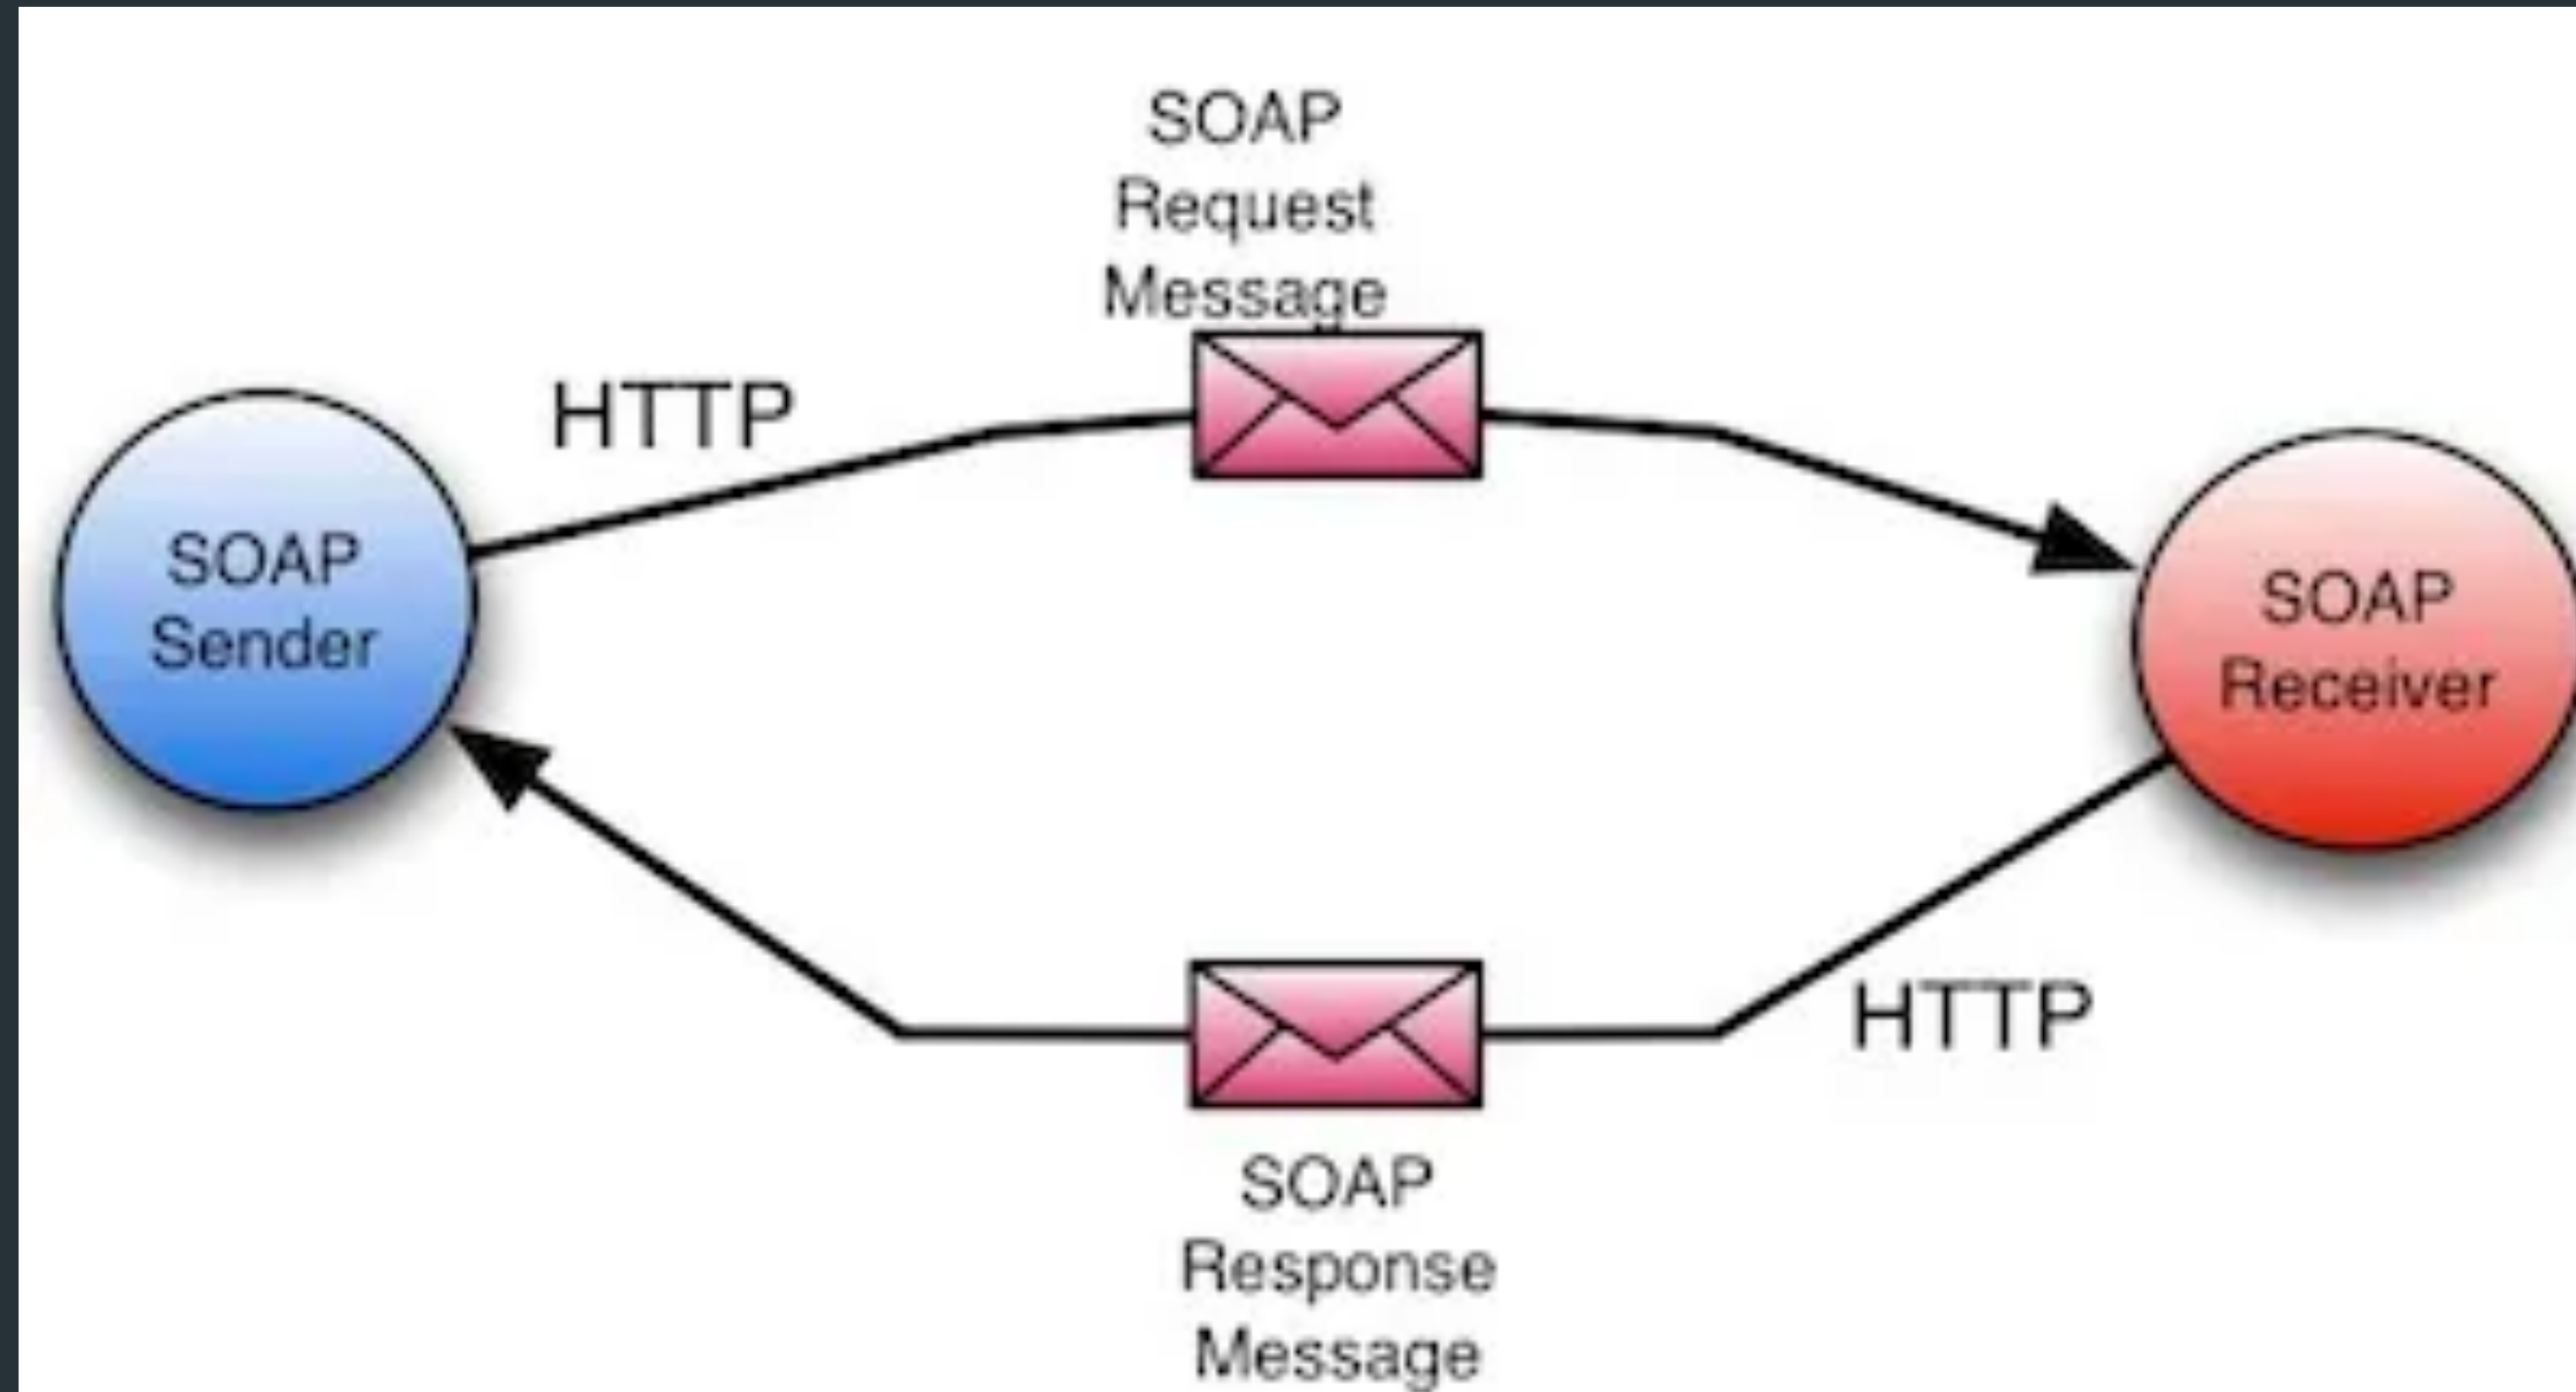 SOAP
Request
Message
HTTP
SOAP
Sender
SOAP
Receiver
HTTP
SOAP
Response
Message